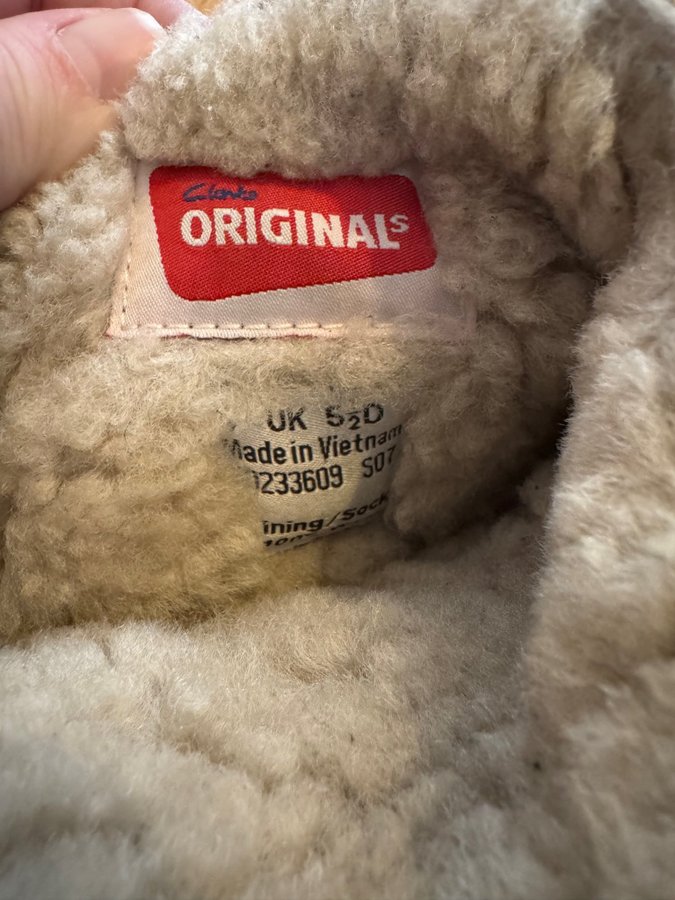 Clarks
ORIGINALS
UK 5½D
Made in Vietnam
233609 S07
ining/Sock